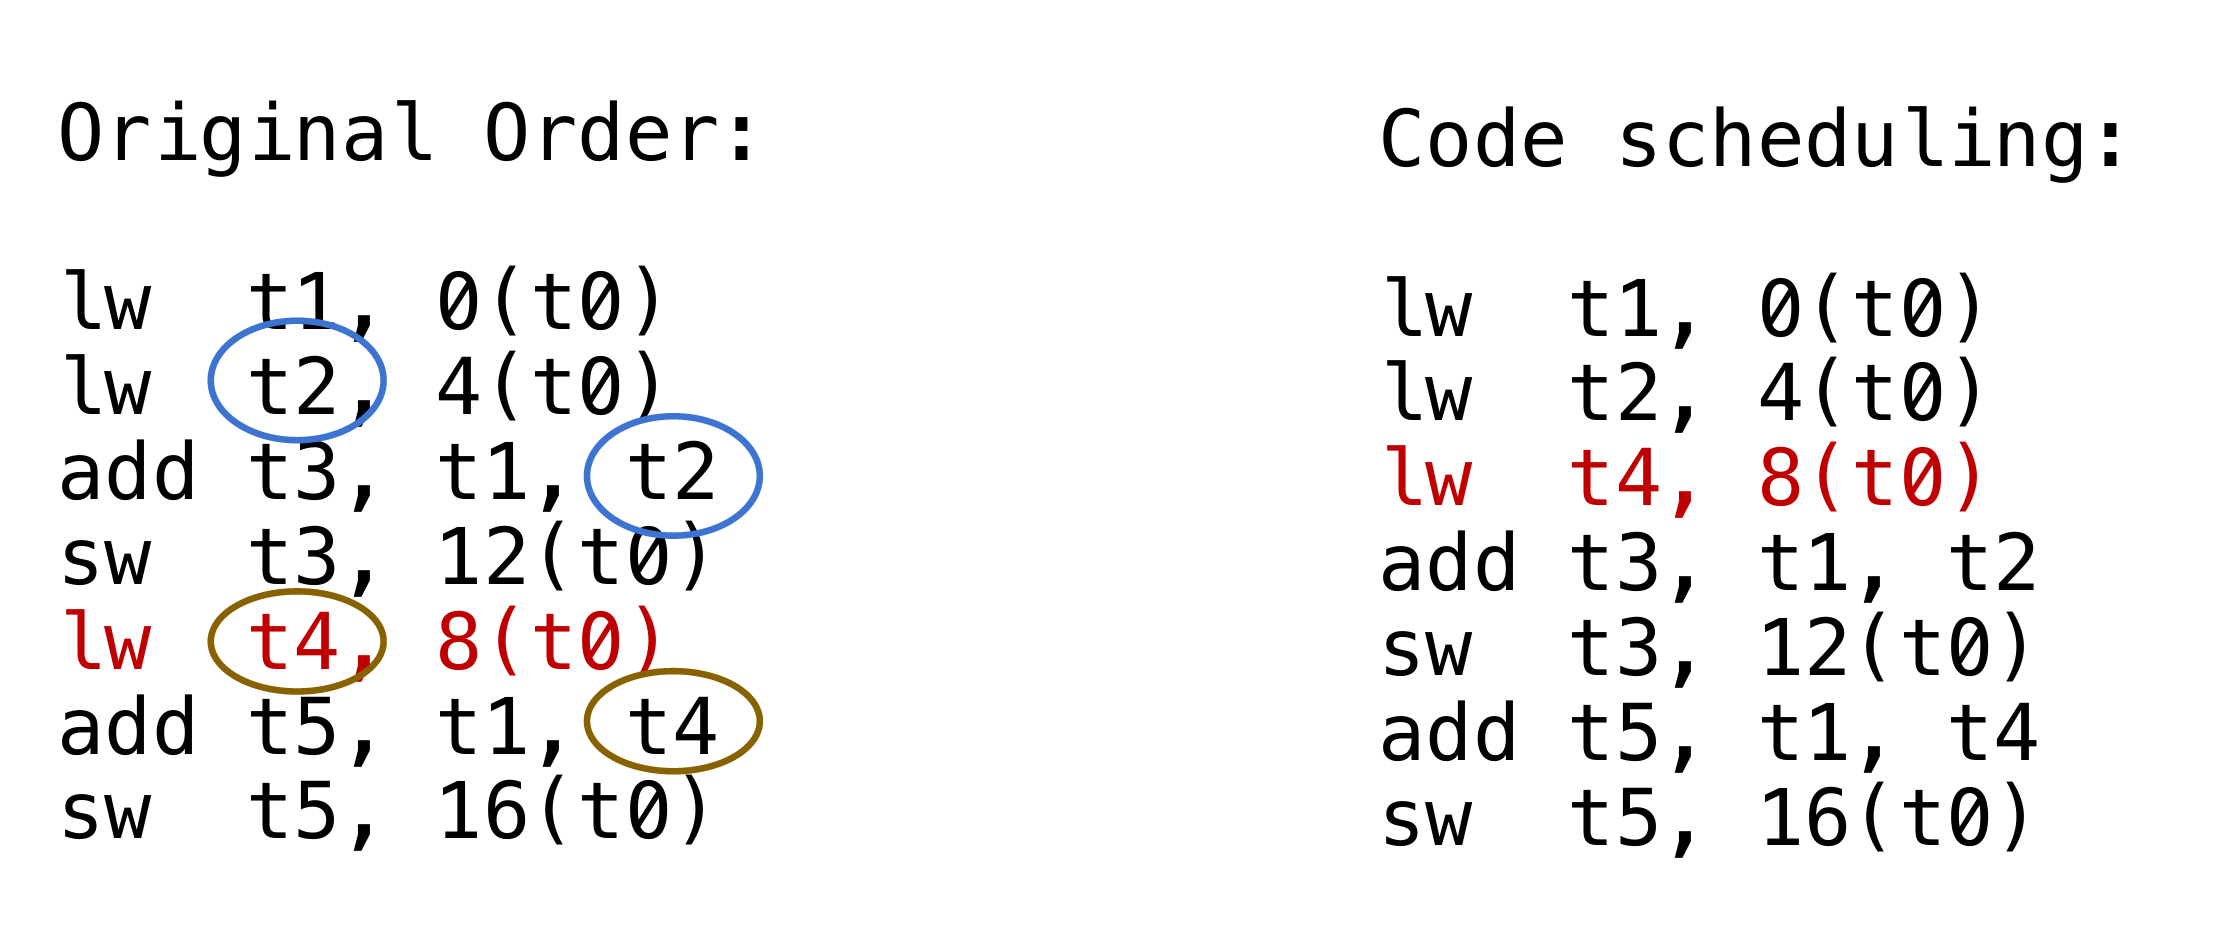 Original Order:
lw  t1, 0(t0)
lw  t2, 4(t0)
add t3, t1, t2
sw  t3, 12(t0)
lw  t4, 8(t0)
add t5, t1, t4
sw  t5, 16(t0)
Code scheduling:
lw  t1, 0(t0)
lw  t2, 4(t0)
lw  t4, 8(t0)
add t3, t1, t2
sw  t3, 12(t0)
add t5, t1, t4
sw  t5, 16(t0)